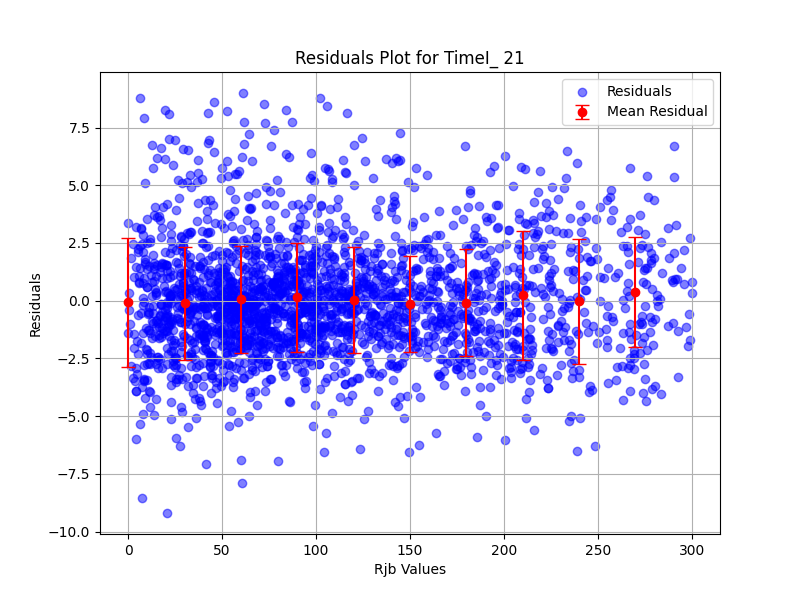 Residuals Plot for TimeI_ 21
Residuals
Mean Residual
7.5
5.0
2.5
0.0
−2.5
−5.0
−7.5
−10.0
Residuals
0 50 100 150 200 250 300
Rjb Values